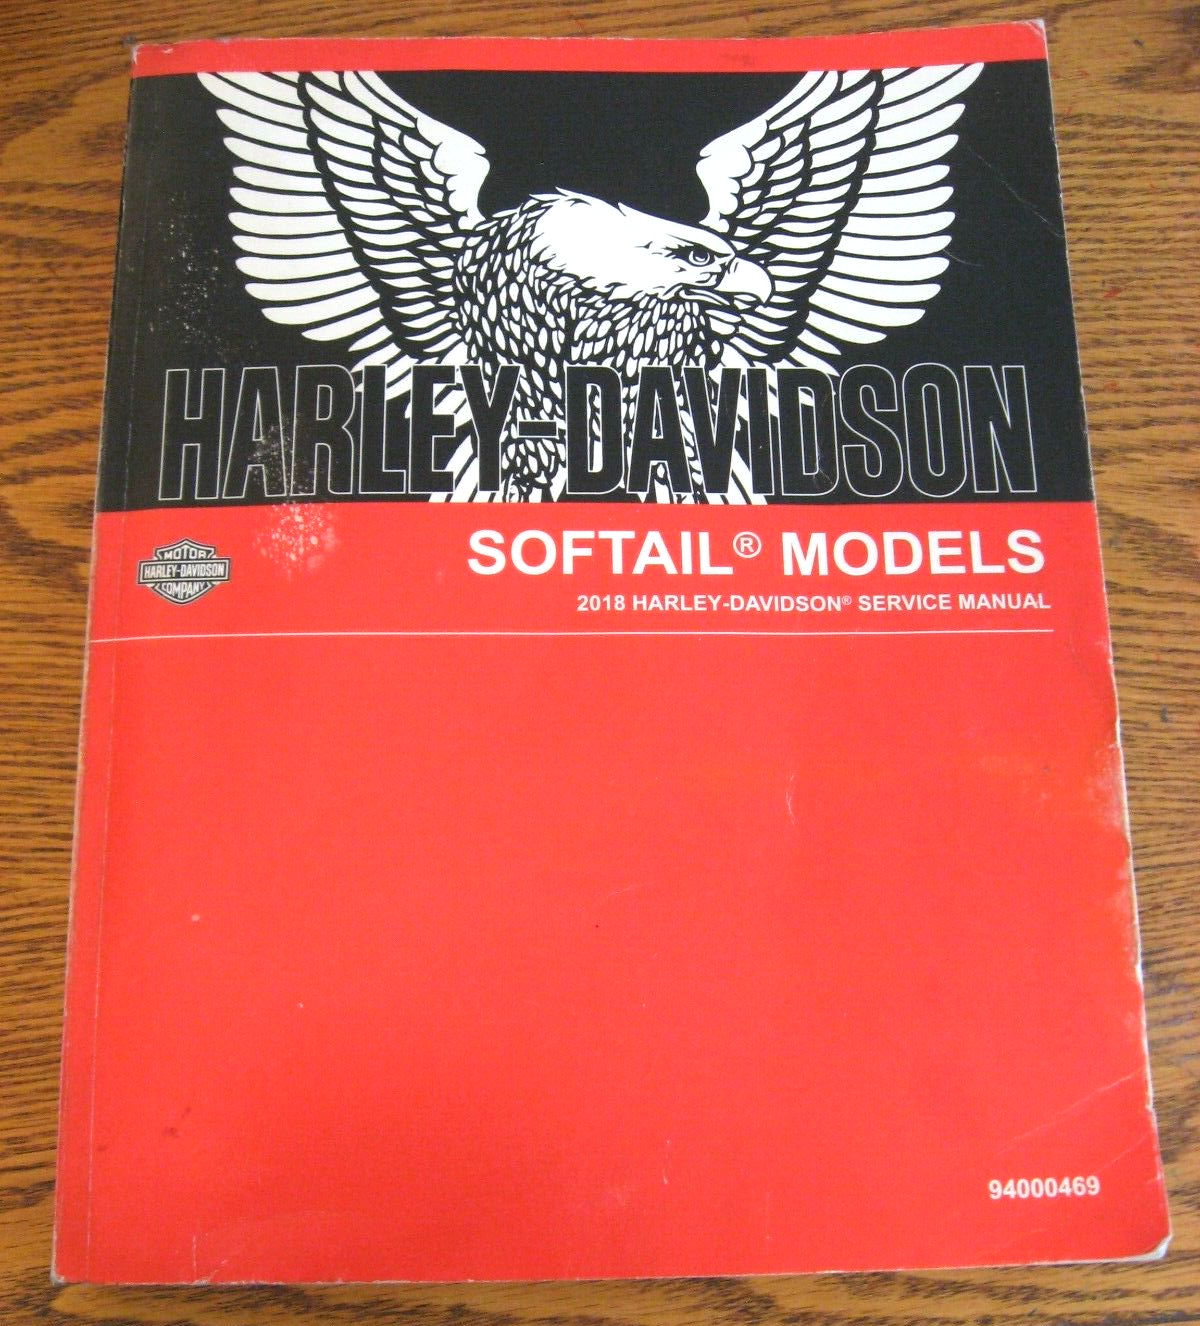 HARLEY-DAVIDSON
MOTOR
HARLEY-DAVIDSON
COMPANY
SOFTAIL® MODELS
2018 HARLEY-DAVIDSON® SERVICE MANUAL
94000469